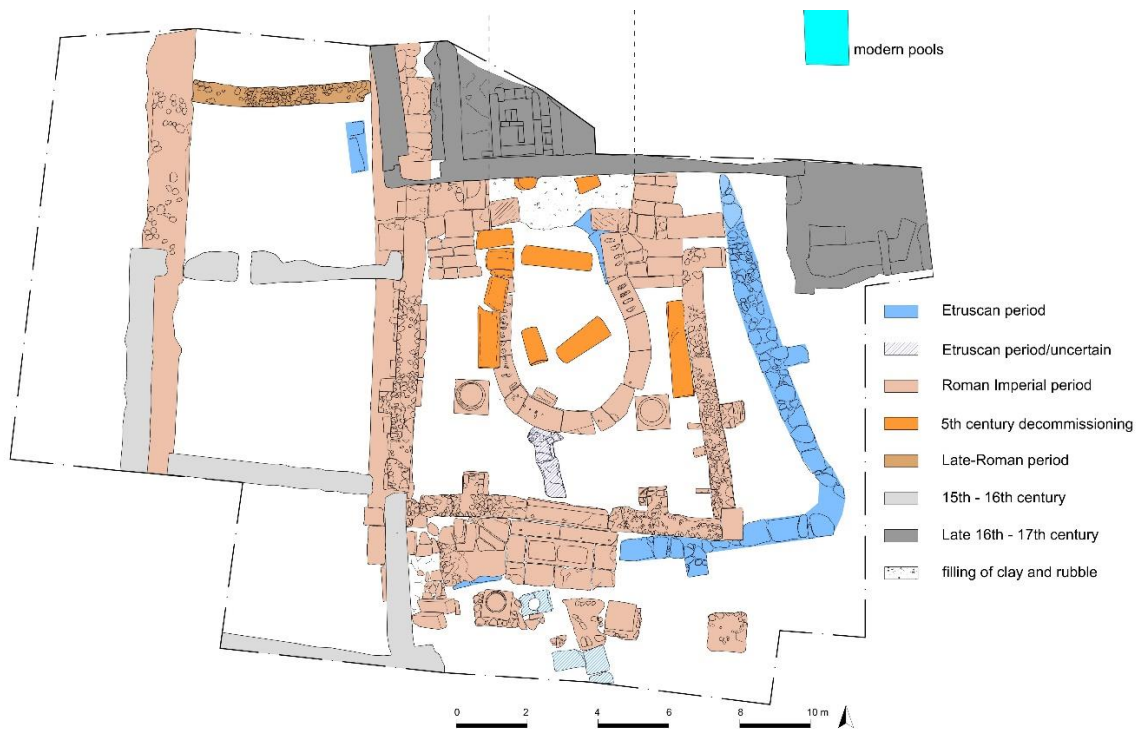 modern pools
Etruscan period
Etruscan period/uncertain
Roman Imperial period
5th century decommissioning
Late-Roman period
15th - 16th century
Late 16th - 17th century
filling of clay and rubble
0 2 4 6 8 10 m